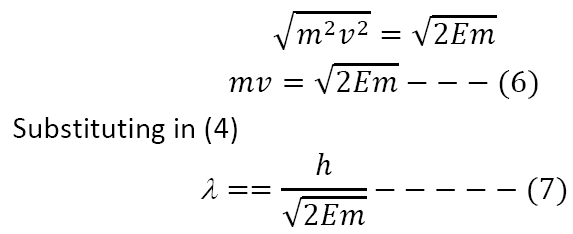 √m²v² = √2Em
mv = √2Em − − − (6)
Substituting in (4)
λ == h/√2Em − − − − − (7)